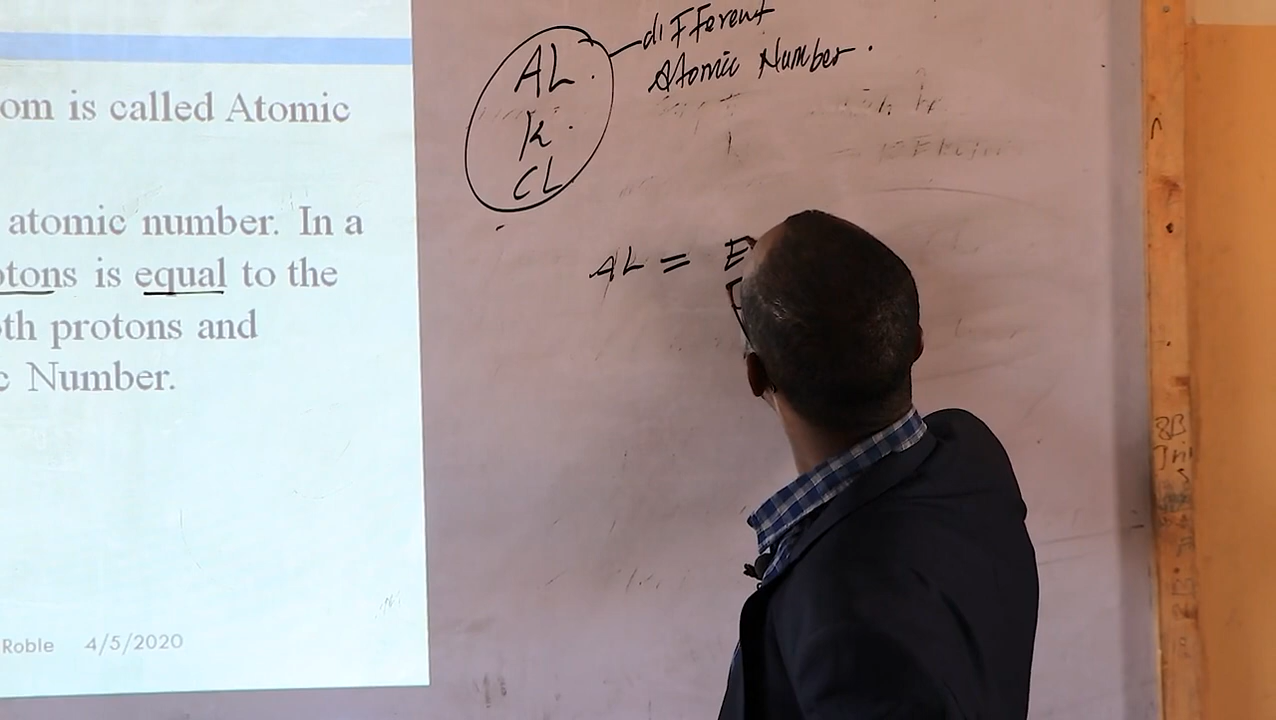 om is called Atomic
atomic number. In a
otons is equal to the
th protons and
c Number.
Roble 4/5/2020
AL
K
CL
different
Atomic Number.
AL = E